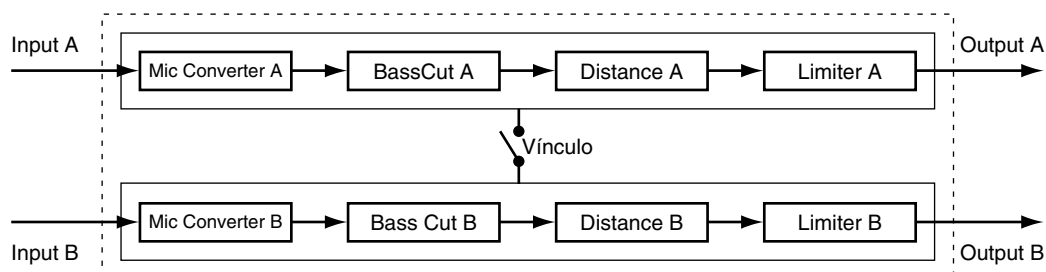 Input A
Output A
Mic Converter A
BassCut A
Distance A
Limiter A
Vínculo
Mic Converter B
Bass Cut B
Distance B
Limiter B
Input B
Output B